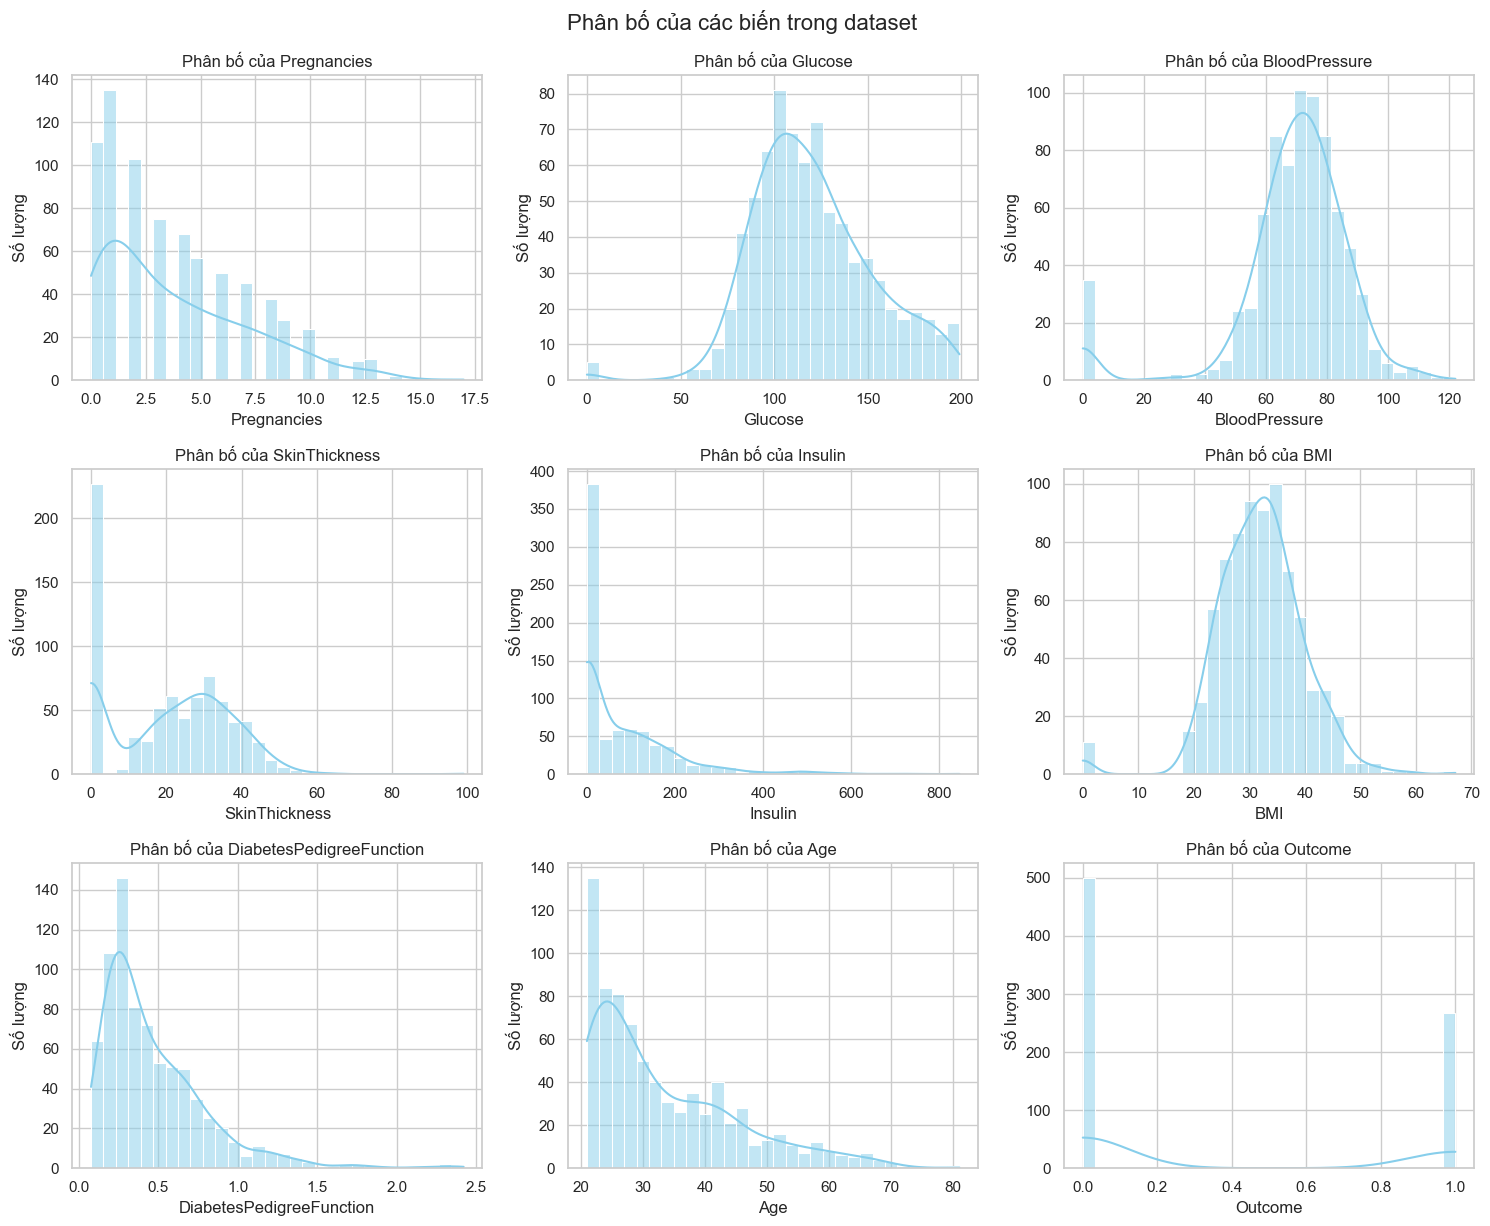 Phân bố của các biến trong dataset
Phân bố của Pregnancies
Số lượng
140
120
100
80
60
40
20
0
0.0 2.5 5.0 7.5 10.0 12.5 15.0 17.5
Pregnancies
Phân bố của Glucose
Số lượng
80
70
60
50
40
30
20
10
0
0 50 100 150 200
Glucose
Phân bố của BloodPressure
Số lượng
100
80
60
40
20
0
0 20 40 60 80 100 120
BloodPressure
Phân bố của SkinThickness
Số lượng
200
150
100
50
0
0 20 40 60 80 100
SkinThickness
Phân bố của Insulin
Số lượng
400
350
300
250
200
150
100
50
0
0 200 400 600 800
Insulin
Phân bố của BMI
Số lượng
100
80
60
40
20
0
0 10 20 30 40 50 60 70
BMI
Phân bố của DiabetesPedigreeFunction
Số lượng
140
120
100
80
60
40
20
0
0.0 0.5 1.0 1.5 2.0 2.5
DiabetesPedigreeFunction
Phân bố của Age
Số lượng
140
120
100
80
60
40
20
0
20 30 40 50 60 70 80
Age
Phân bố của Outcome
Số lượng
500
400
300
200
100
0
0.0 0.2 0.4 0.6 0.8 1.0
Outcome